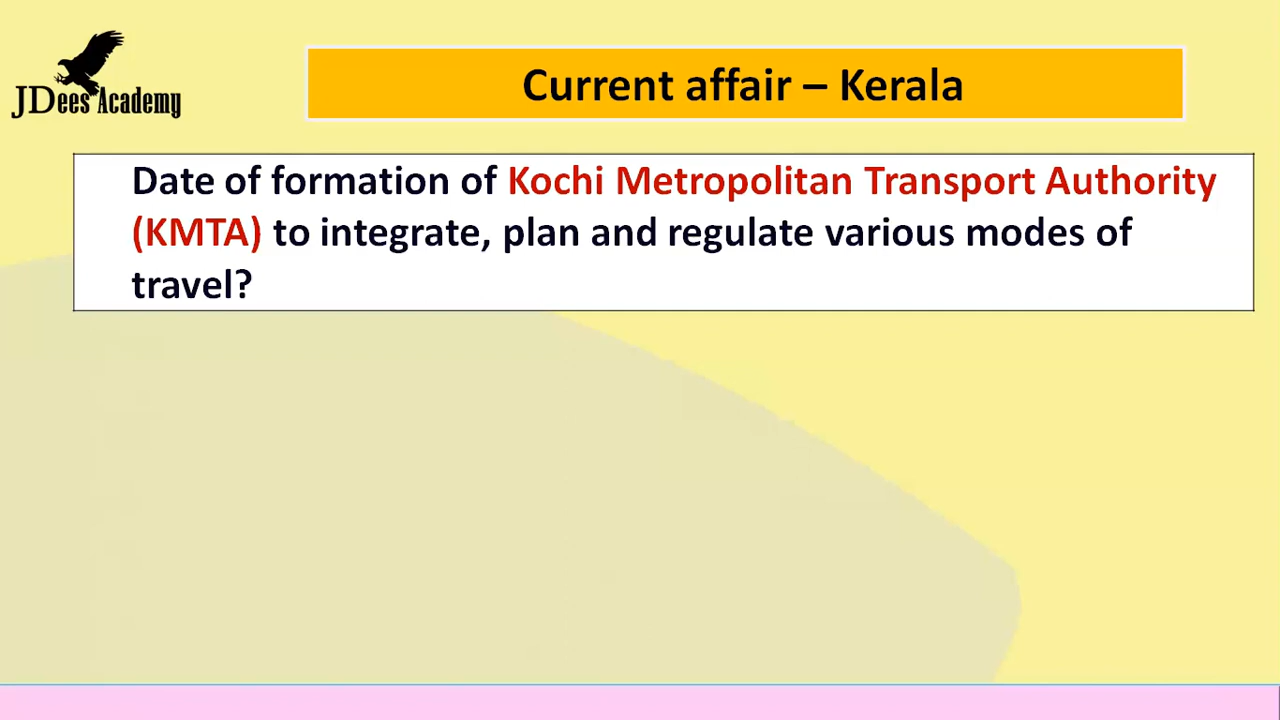 JDees Academy
Current affair – Kerala
Date of formation of Kochi Metropolitan Transport Authority
(KMTA) to integrate, plan and regulate various modes of
travel?